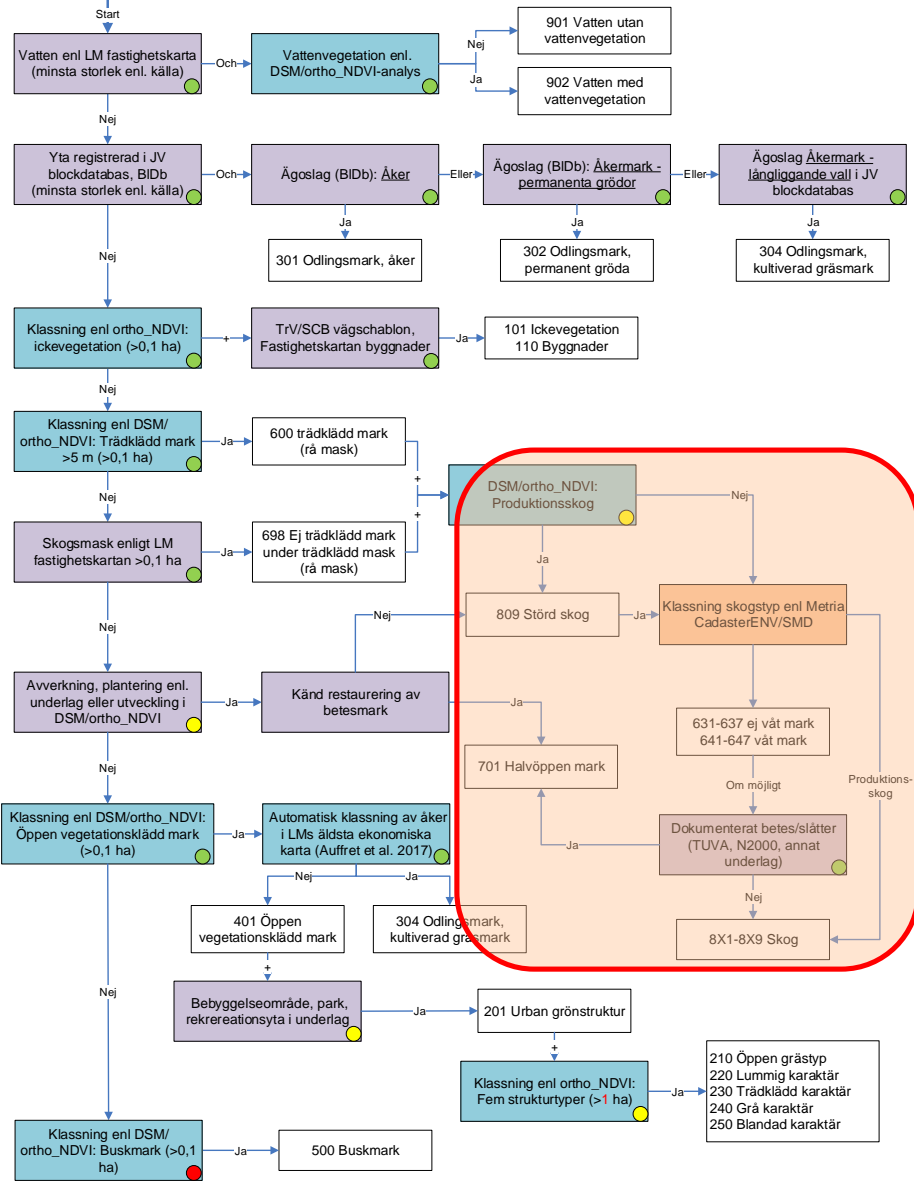 Start
Vatten enl LM fastighetskarta
(minsta storlek enl. källa)
Och
Vattenvegetation enl.
DSM/ortho_NDVI-analys
Nej
901 Vatten utan
vattenvegetation
Ja
902 Vatten med
vattenvegetation
Nej
Yta registrerad i JV
blockdatabas, BIDb
(minsta storlek enl. källa)
Och
Ägoslag (BIDb): Åker
Eller
Ägoslag (BIDb): Åkermark -
permanenta grödor
Eller
Ägoslag Åkermark -
långliggande vall i JV
blockdatabas
Ja
301 Odlingsmark, åker
Ja
302 Odlingsmark,
permanent gröda
Ja
304 Odlingsmark,
kultiverad gräsmark
Nej
Klassning enl ortho_NDVI:
ickevegetation (>0,1 ha)
+
TrV/SCB vägschablon,
Fastighetskartan byggnader
Ja
101 Ickevegetation
110 Byggnader
Nej
Klassning enl DSM/
ortho_NDVI: Trädklädd mark
>5 m (>0,1 ha)
Ja
600 trädklädd mark
(rå mask)
+
Nej
Skogsmask enligt LM
fastighetskartan >0,1 ha
Ja
698 Ej trädklädd mark
under trädklädd mask
(rå mask)
+
DSM/ortho_NDVI:
Produktionsskog
Nej
Ja
809 Störd skog
Ja
Klassning skogstyp enl Metria
CadasterENV/SMD
Nej
Nej
Avverkning, plantering enl.
underlag eller utveckling i
DSM/ortho_NDVI
Ja
Känd restaurering av
betesmark
Ja
701 Halvöppen mark
631-637 ej våt mark
641-647 våt mark
Om möjligt
Produktions-
skog
Dokumenterat betes/slåtter
(TUVA, N2000, annat
underlag)
Ja
Nej
8X1-8X9 Skog
Nej
Klassning enl DSM/ortho_NDVI:
Öppen vegetationsklädd mark
(>0,1 ha)
Ja
Automatisk klassning av åker
i LMs äldsta ekonomiska
karta (Auffret et al. 2017)
Nej
Ja
401 Öppen
vegetationsklädd mark
304 Odlingsmark,
kultiverad gräsmark
+
Bebyggelseområde, park,
rekrereationsyta i underlag
Ja
201 Urban grönstruktur
+
Klassning enl ortho_NDVI:
Fem strukturtyper (>1 ha)
Ja
210 Öppen grästyp
220 Lummig karaktär
230 Trädklädd karaktär
240 Grå karaktär
250 Blandad karaktär
Nej
Klassning enl DSM/
ortho_NDVI: Buskmark (>0,1
ha)
Ja
500 Buskmark